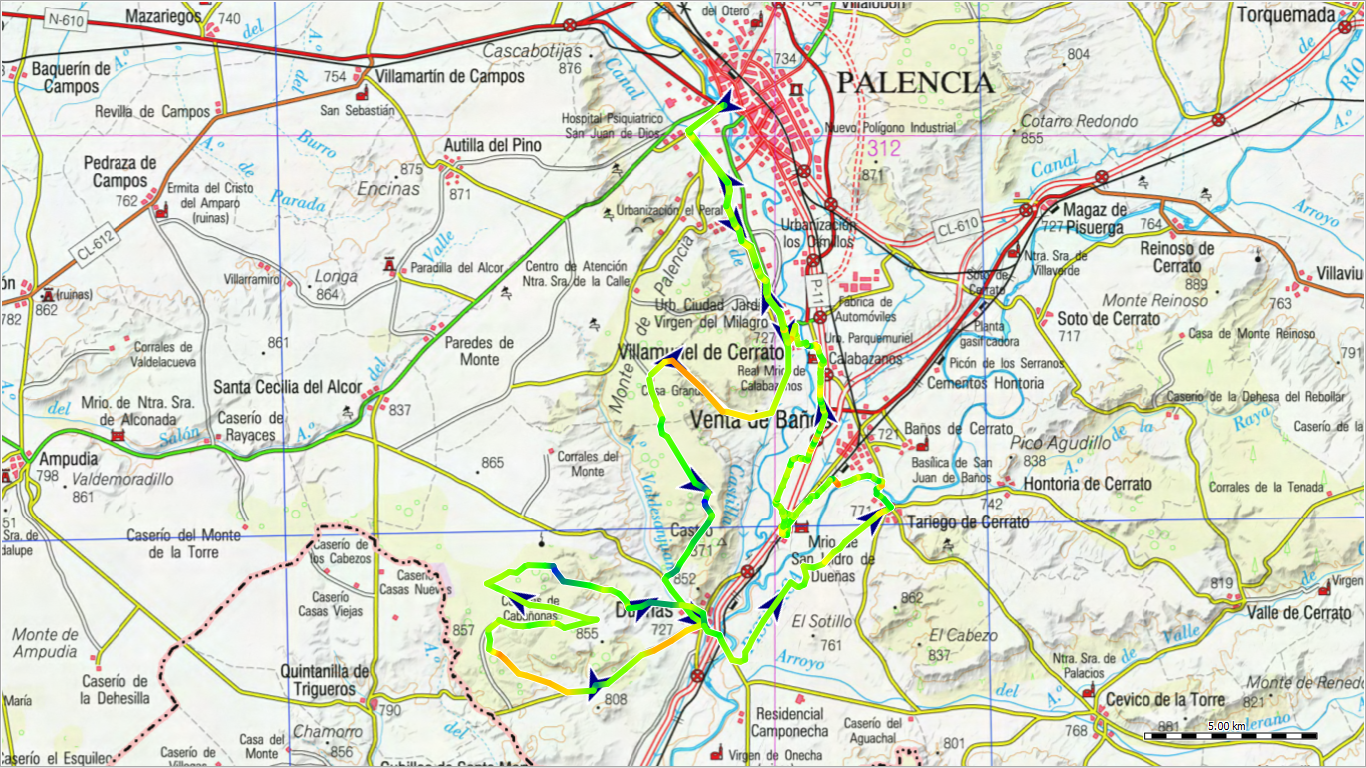 N-610
Mazariegos
740
del
A.º
del Otero
Villalobón
Torquemada
de
RÍO
Cascabotijas
876
Canal
734
PALENCIA
804
Baquerín de
Campos
A.º
del
754
Villamartín de Campos
San Sebastián
Revilla de Campos
Burro
Hospital Psiquiatrico
San Juan de Dios
Nuevo Polígono Industrial
312
871
Cotarro Redondo
855
A.º
A.º
de
Parada
Autilla del Pino
875
Encinas
871
Pedraza de
Campos
762
Ermita del Cristo
del Amparo
(ruinas)
Canal
CL-612
Urbanización el Peral
Urbanización
los Olmillos
CL-610
727
Magaz de
Pisuerga
764
Arroyo
Reinoso de
Cerrato
889
Ntra. Sra. de
Villaverde
Valle
Villarramiro
Longa
864
Paradilla del Alcor
Centro de Atención
Ntra. Sra. de la Calle
de
P-11
Soto de
Cerrato
Villaviu
763
(ruinas)
862
782
Monte de Palencia
Urb. Ciudad Jardín
Virgen del Milagro
727
Fábrica de
Automóviles
Monte Reinoso
Soto de Cerrato
717
Casa de Monte Reinoso
Planta
gasificadora
Urb. Parquemuriel
Corrales de
Valdelacueva
861
Paredes de
Monte
Villamuriel de Cerrato
Calabazanos
Real Mrio de
Calabazanos
Picón de los Serranos
Cementos Hontoria
791
Santa Cecilia del Alcor
del
837
Casa Grande
Venta de Baños
Casería de la Dehesa del Rebollar
del
Mrio. de Ntra. Sra.
de Alconada
Salón
A.º
Caserío de
Rayaces
721
Baños de Cerrato
Pico Agudillo
838
de la
Raya
Caserío de la
Ampudia
798
Valdemoradillo
861
865
Corrales del
Monte
A.º Valdesanjuan
Castilla
Basílica de San
Juan de Baños
A.º
Hontoria de Cerrato
742
Corrales de la Tenada
51
Sra. de
dalupe
Caserío del Monte
de la Torre
771
Tariego de Cerrato
871
Caserío de
los Cabezos
Mrio de
San Isidro de
Dueñas
852
Caserío
Casas Viejas
Casas Nuevas
Dueñas
727
855
857
862
El Sotillo
761
El Cabezo
837
819
Valle de Cerrato
de
Virgen
Valle
Monte de
Ampudia
A.º
Arroyo
Ntra. Sra. de
Palacios
de
Quintanilla de
Trigueros
790
Caserío de
la Dehesilla
María
808
del
A.º
Cevico de la Torre
768
881
Monte de Renedo
821
Chamorro
856
del
Residencial
Camponecha
Caserío del
Aguachal
801
5.00 km
Casa del
Monte
Caserío de
Caserío el Esquileo
Virgen de Onecha